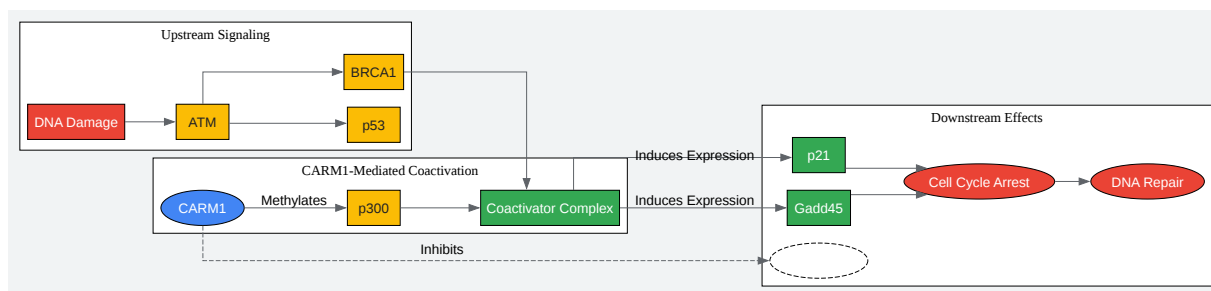 Upstream Signaling
BRCA1
DNA Damage
ATM
p53
CARM1-Mediated Coactivation
CARM1
Methylates
p300
Coactivator Complex
Induces Expression
Induces Expression
Inhibits
Downstream Effects
p21
Gadd45
Cell Cycle Arrest
DNA Repair